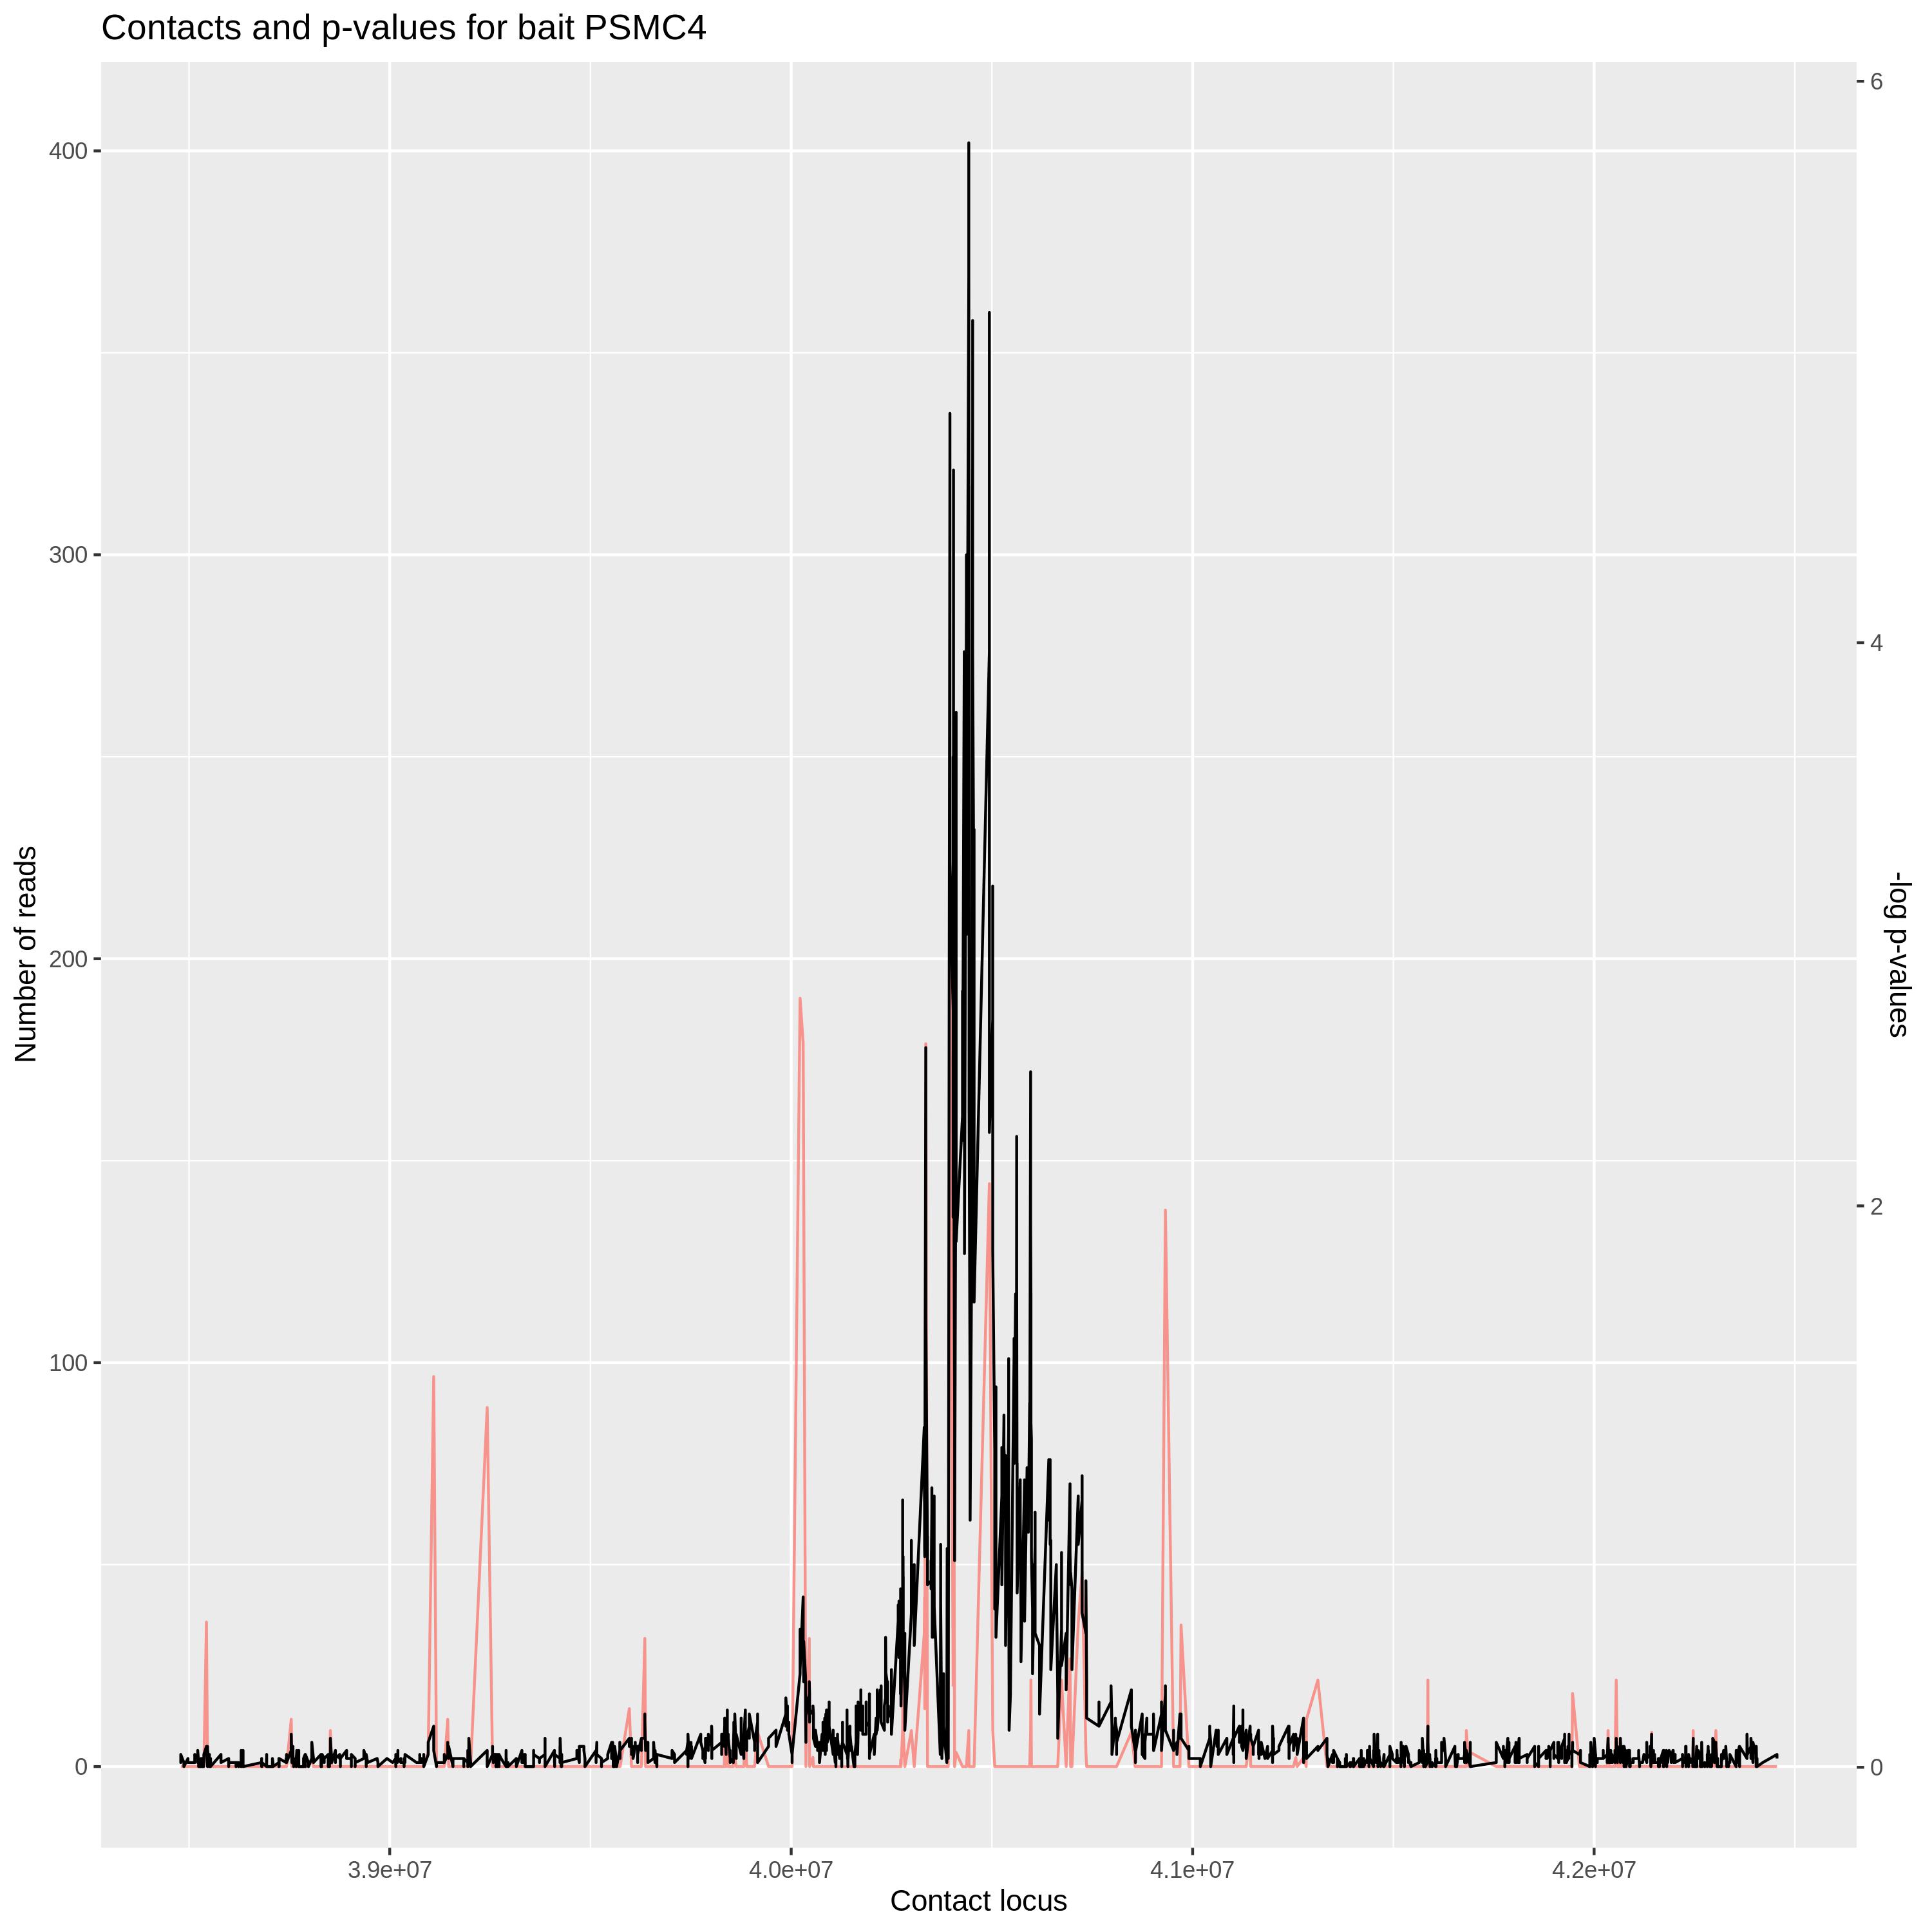 Contacts and p-values for bait PSMC4
400
300
200
100
0
Number of reads
6
4
2
0
-log p-values
3.9e+07
4.0e+07
4.1e+07
4.2e+07
Contact locus